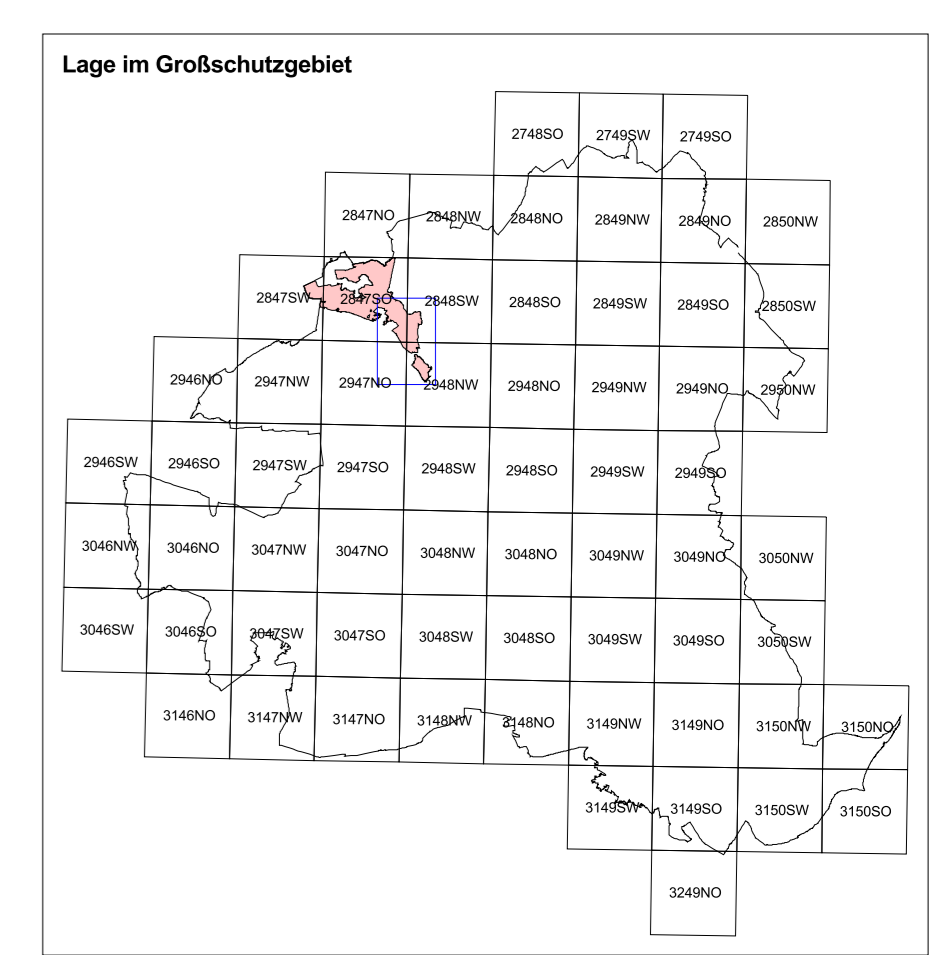 Lage im Großschutzgebiet
2748SO 2749SW 2749SO
2847NO 2848NW 2848NO 2849NW 2849NO 2850NW
2847SW 2847SO 2848SW 2848SO 2849SW 2849SO 2850SW
2946NO 2947NW 2947NO 2948NW 2948NO 2949NW 2949NO 2950NW
2946SW 2946SO 2947SW 2947SO 2948SW 2948SO 2949SW 2949SO
3046NW 3046NO 3047NW 3047NO 3048NW 3048NO 3049NW 3049NO 3050NW
3046SW 3046SO 3047SW 3047SO 3048SW 3048SO 3049SW 3049SO 3050SW
3146NO 3147NW 3147NO 3148NW 3148NO 3149NW 3149NO 3150NW 3150NO
3149SW 3149SO 3150SW 3150SO
3249NO